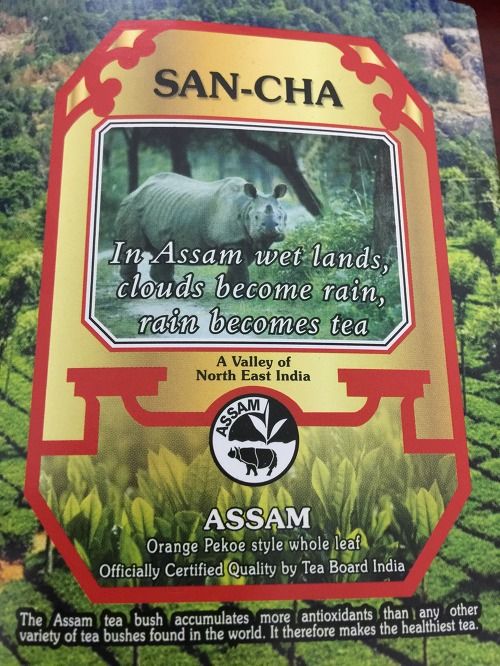 SAN-CHA
In Assam wet lands,
clouds become rain,
rain becomes tea
A Valley of
North East India
ASSAM
ASSAM
Orange Pekoe style whole leaf
Officially Certified Quality by Tea Board India
The Assam tea bush accumulates more antioxidants than any other
variety of tea bushes found in the world. It therefore makes the healthiest tea.